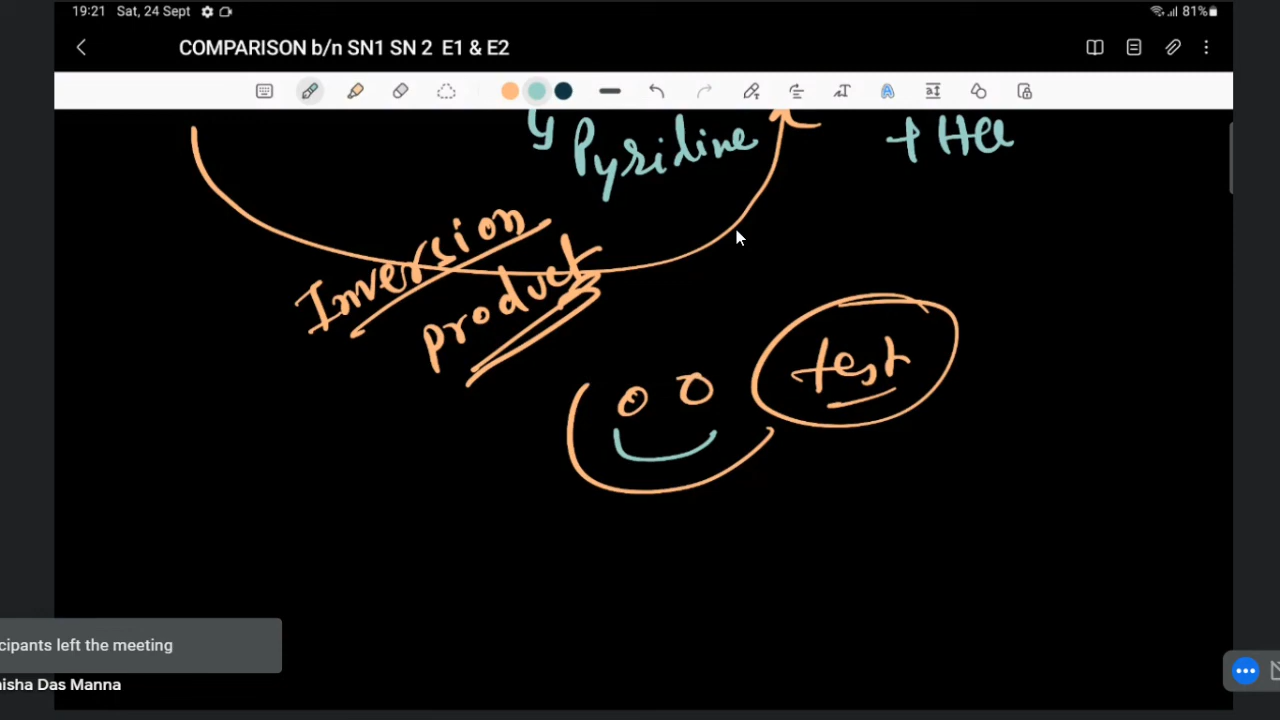 19:21 Sat, 24 Sept 81%
COMPARISON b/n SN1 SN 2 E1 & E2
Pyridine
+ HCl
Inversion
product
test
cipants left the meeting
isha Das Manna